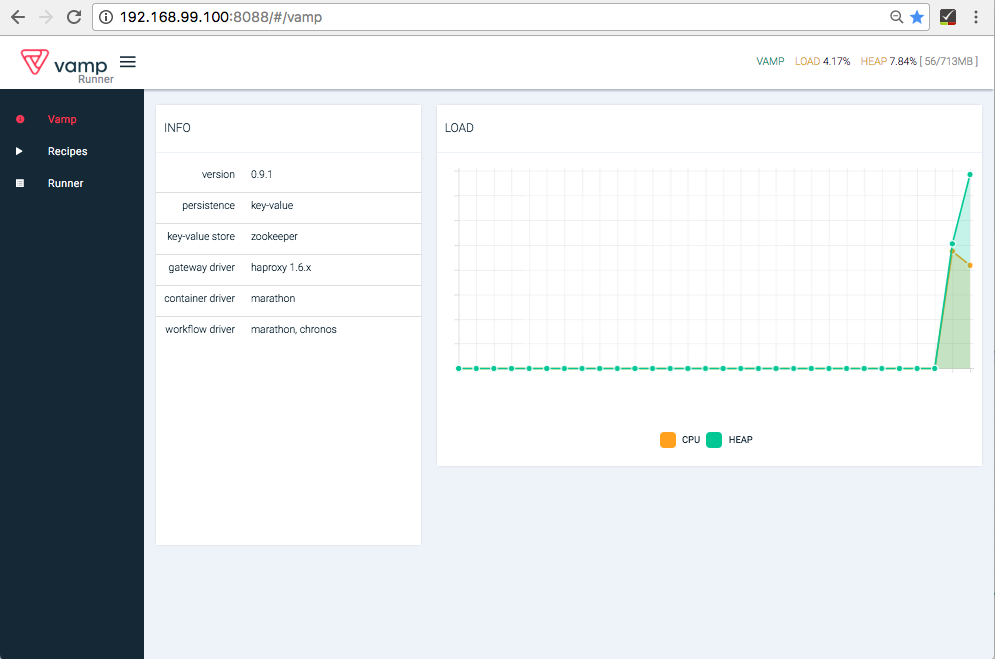 192.168.99.100:8088/#/vamp
vamp
Runner
VAMP LOAD 4.17% HEAP 7.84% [ 56/713MB ]
Vamp
Recipes
Runner
INFO
version 0.9.1
persistence key-value
key-value store zookeeper
gateway driver haproxy 1.6.x
container driver marathon
workflow driver marathon, chronos
LOAD
CPU HEAP